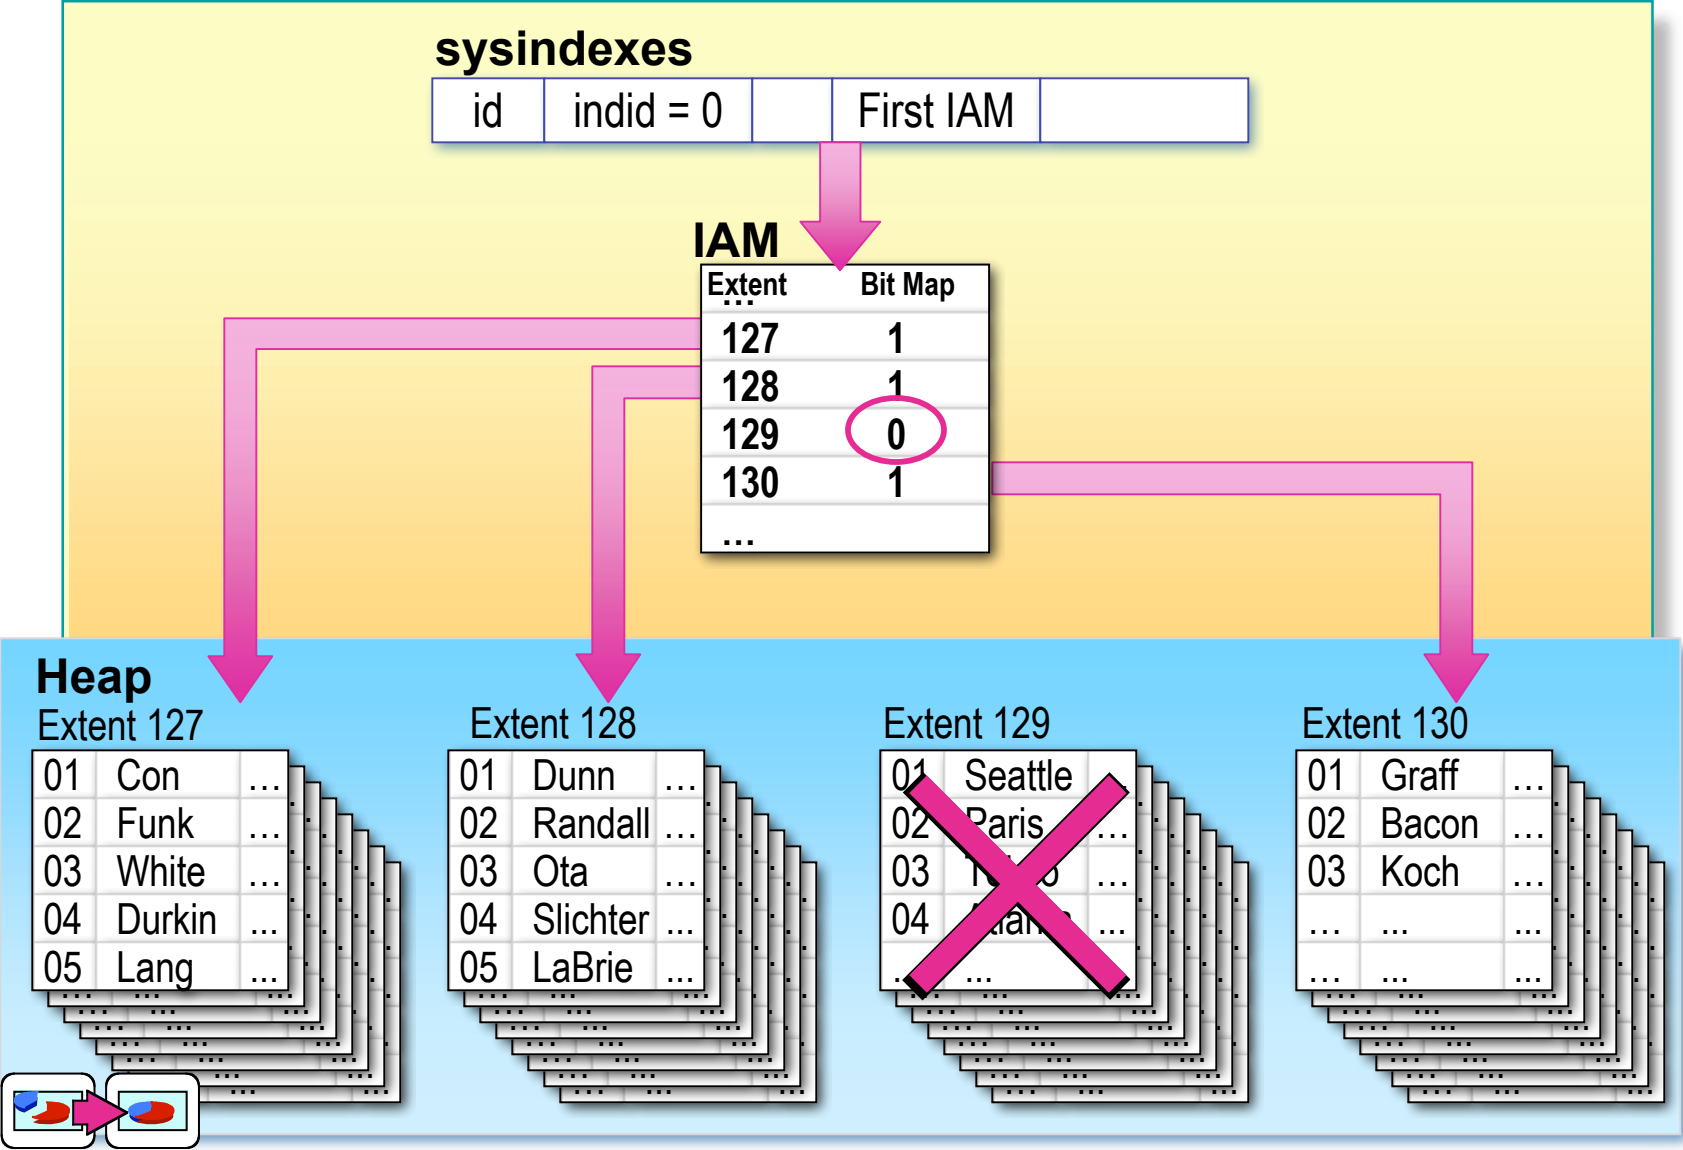 sysindexes
id indid = 0 First IAM
IAM
Extent Bit Map
...
127 1
128 1
129 0
130 1
...
Heap
Extent 127 Extent 128 Extent 129 Extent 130
01 Con ... 01 Dunn ... 01 Seattle 01 Graff ...
02 Funk ... 02 Randall ... 02 Paris ... 02 Bacon ...
03 White ... 03 Ota ... 03 ... 03 Koch ...
04 Durkin ... 04 Slichter ... 04 ... ... ... ...
05 Lang ... 05 LaBrie ... ... ... ... ...